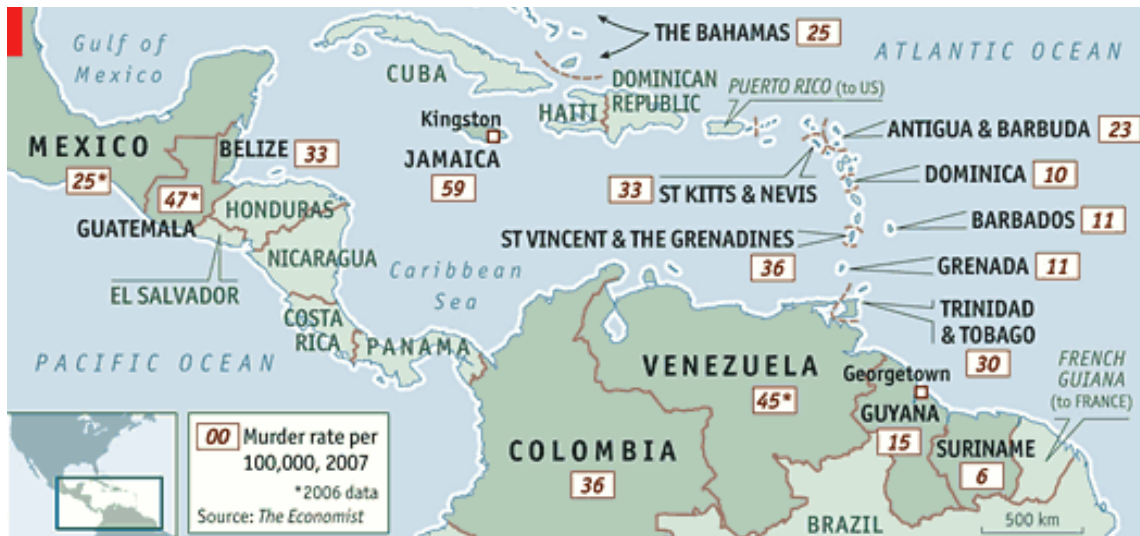 Gulf of
Mexico
THE BAHAMAS 25
ATLANTIC OCEAN
CUBA
DOMINICAN
REPUBLIC
PUERTO RICO (to US)
HAITI
Kingston
JAMAICA
59
MEXICO
25*
BELIZE 33
47*
GUATEMALA
HONDURAS
EL SALVADOR
NICARAGUA
COSTA
RICA
PANAMA
ANTIGUA & BARBUDA 23
33 ST KITTS & NEVIS
DOMINICA 10
BARBADOS 11
ST VINCENT & THE GRENADINES
36
GRENADA 11
TRINIDAD
& TOBAGO
30
Caribbean
Sea
PACIFIC OCEAN
VENEZUELA
45*
COLOMBIA
36
Georgetown
GUYANA
15
SURINAME
6
FRENCH
GUIANA
(to FRANCE)
BRAZIL
500 km
00 Murder rate per
100,000, 2007
*2006 data
Source: The Economist